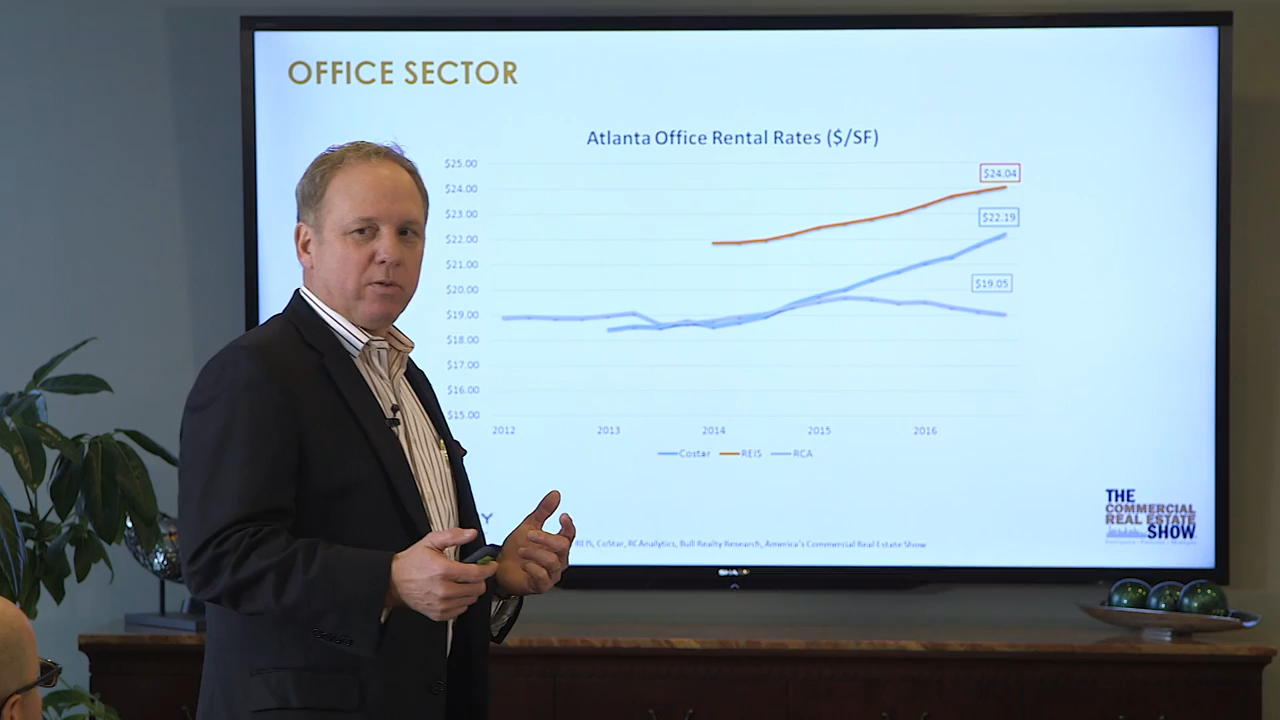 OFFICE SECTOR
Atlanta Office Rental Rates ($/SF)
$25.00
$24.00
$23.00
$22.00
$21.00
$20.00
$19.00
$18.00
$17.00
$16.00
$15.00
$24.04
$22.19
$19.05
2012 2013 2014 2015 2016
Costar REIS RCA
Y
REIS, CoStar, RCAnalytics, Bull Realty Research, America's Commercial Real Estate Show
THE
COMMERCIAL
REAL ESTATE
SHOW
SHARP